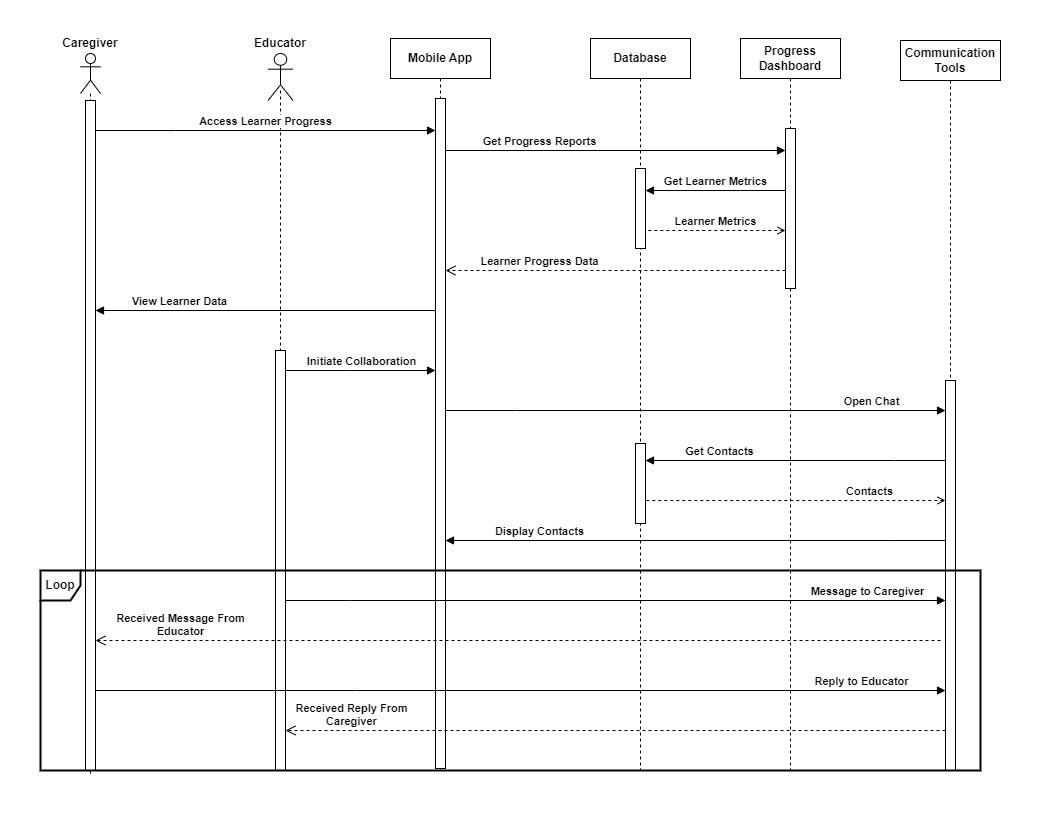 Caregiver
Educator
Mobile App
Database
Progress
Dashboard
Communication
Tools
Access Learner Progress
Get Progress Reports
Get Learner Metrics
Learner Metrics
Learner Progress Data
View Learner Data
Initiate Collaboration
Open Chat
Get Contacts
Contacts
Display Contacts
Loop
Message to Caregiver
Received Message From
Educator
Reply to Educator
Received Reply From
Caregiver